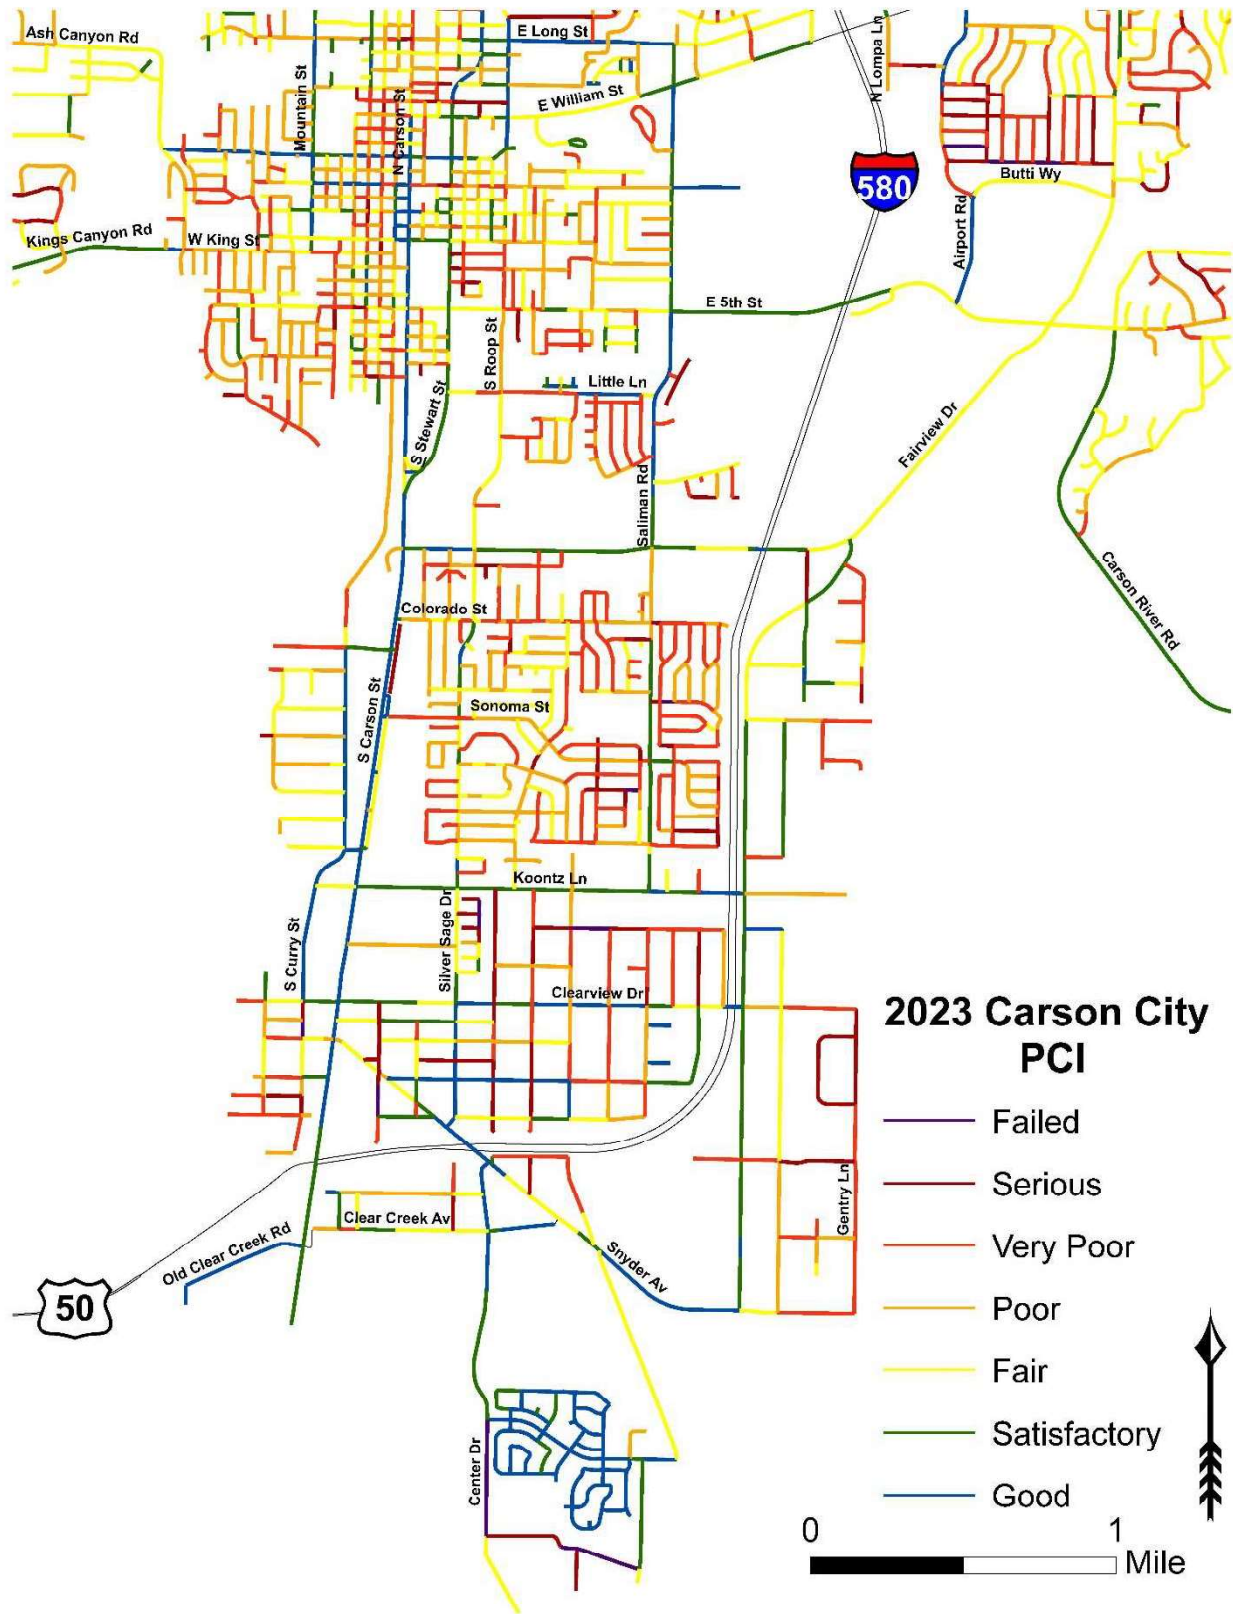 Ash Canyon Rd
E Long St
N Lompa Ln
Mountain St
N Carson St
E William St
580
Butti Wy
Kings Canyon Rd
W King St
Airport Rd
E 5th St
S Roop St
Little Ln
S Stewart St
Fairview Dr
Saliman Rd
Carson River Rd
Colorado St
S Carson St
Sonoma St
Koontz Ln
Silver Sage Dr
S Curry St
Clearview Dr
2023 Carson City
PCI
Failed
Serious
Very Poor
Poor
Fair
Satisfactory
Good
Gentry Ln
Clear Creek Av
Old Clear Creek Rd
Snyder Av
50
Center Dr
0 1
Mile